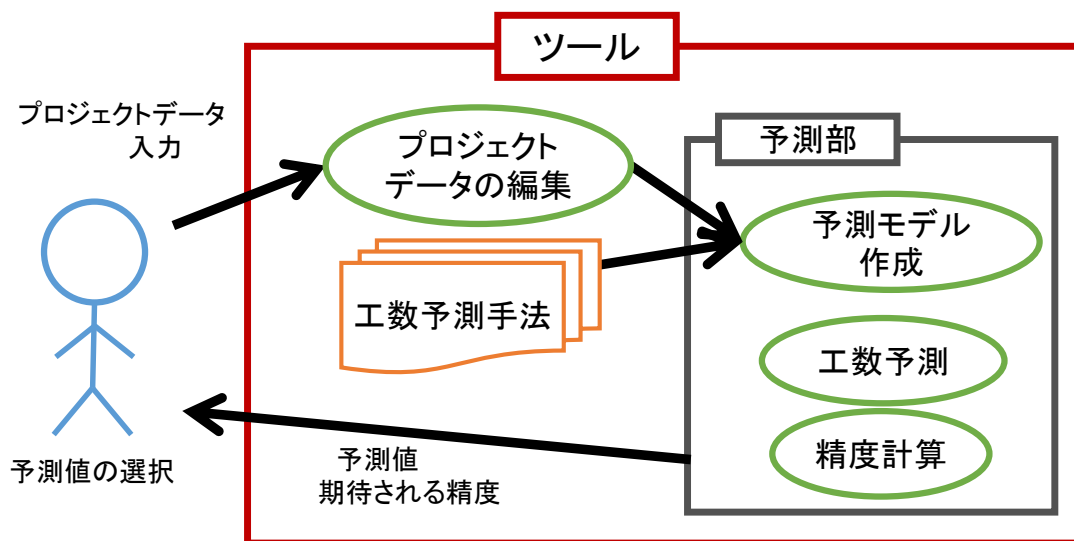 ツール
プロジェクトデータ
入力
プロジェクト
データの編集
予測部
予測モデル
作成
工数予測手法
工数予測
精度計算
予測値
期待される精度
予測値の選択